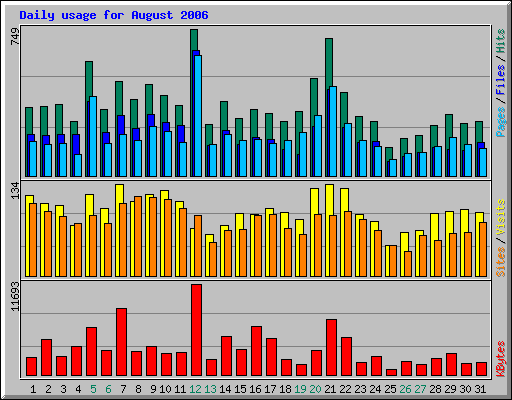 Daily usage for August 2006
749
Pages / Files / Hits
134
Sites / Visits
11693
KBytes
1 2 3 4 5 6 7 8 9 10 11 12 13 14 15 16 17 18 19 20 21 22 23 24 25 26 27 28 29 30 31